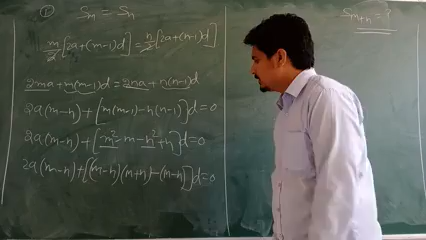 ① Sm = Sn
Sm+n = ?
m/2[2a+(m-1)d] = n/2[2a+(n-1)d]
2ma+m(m-1)d = 2na+n(n-1)d
2a(m-n)+[m(m-1)-n(n-1)]d=0
2a(m-n)+[m²-m-n²+n]d=0
2a(m-n)+[(m-n)(m+n)-(m-n)]d=0